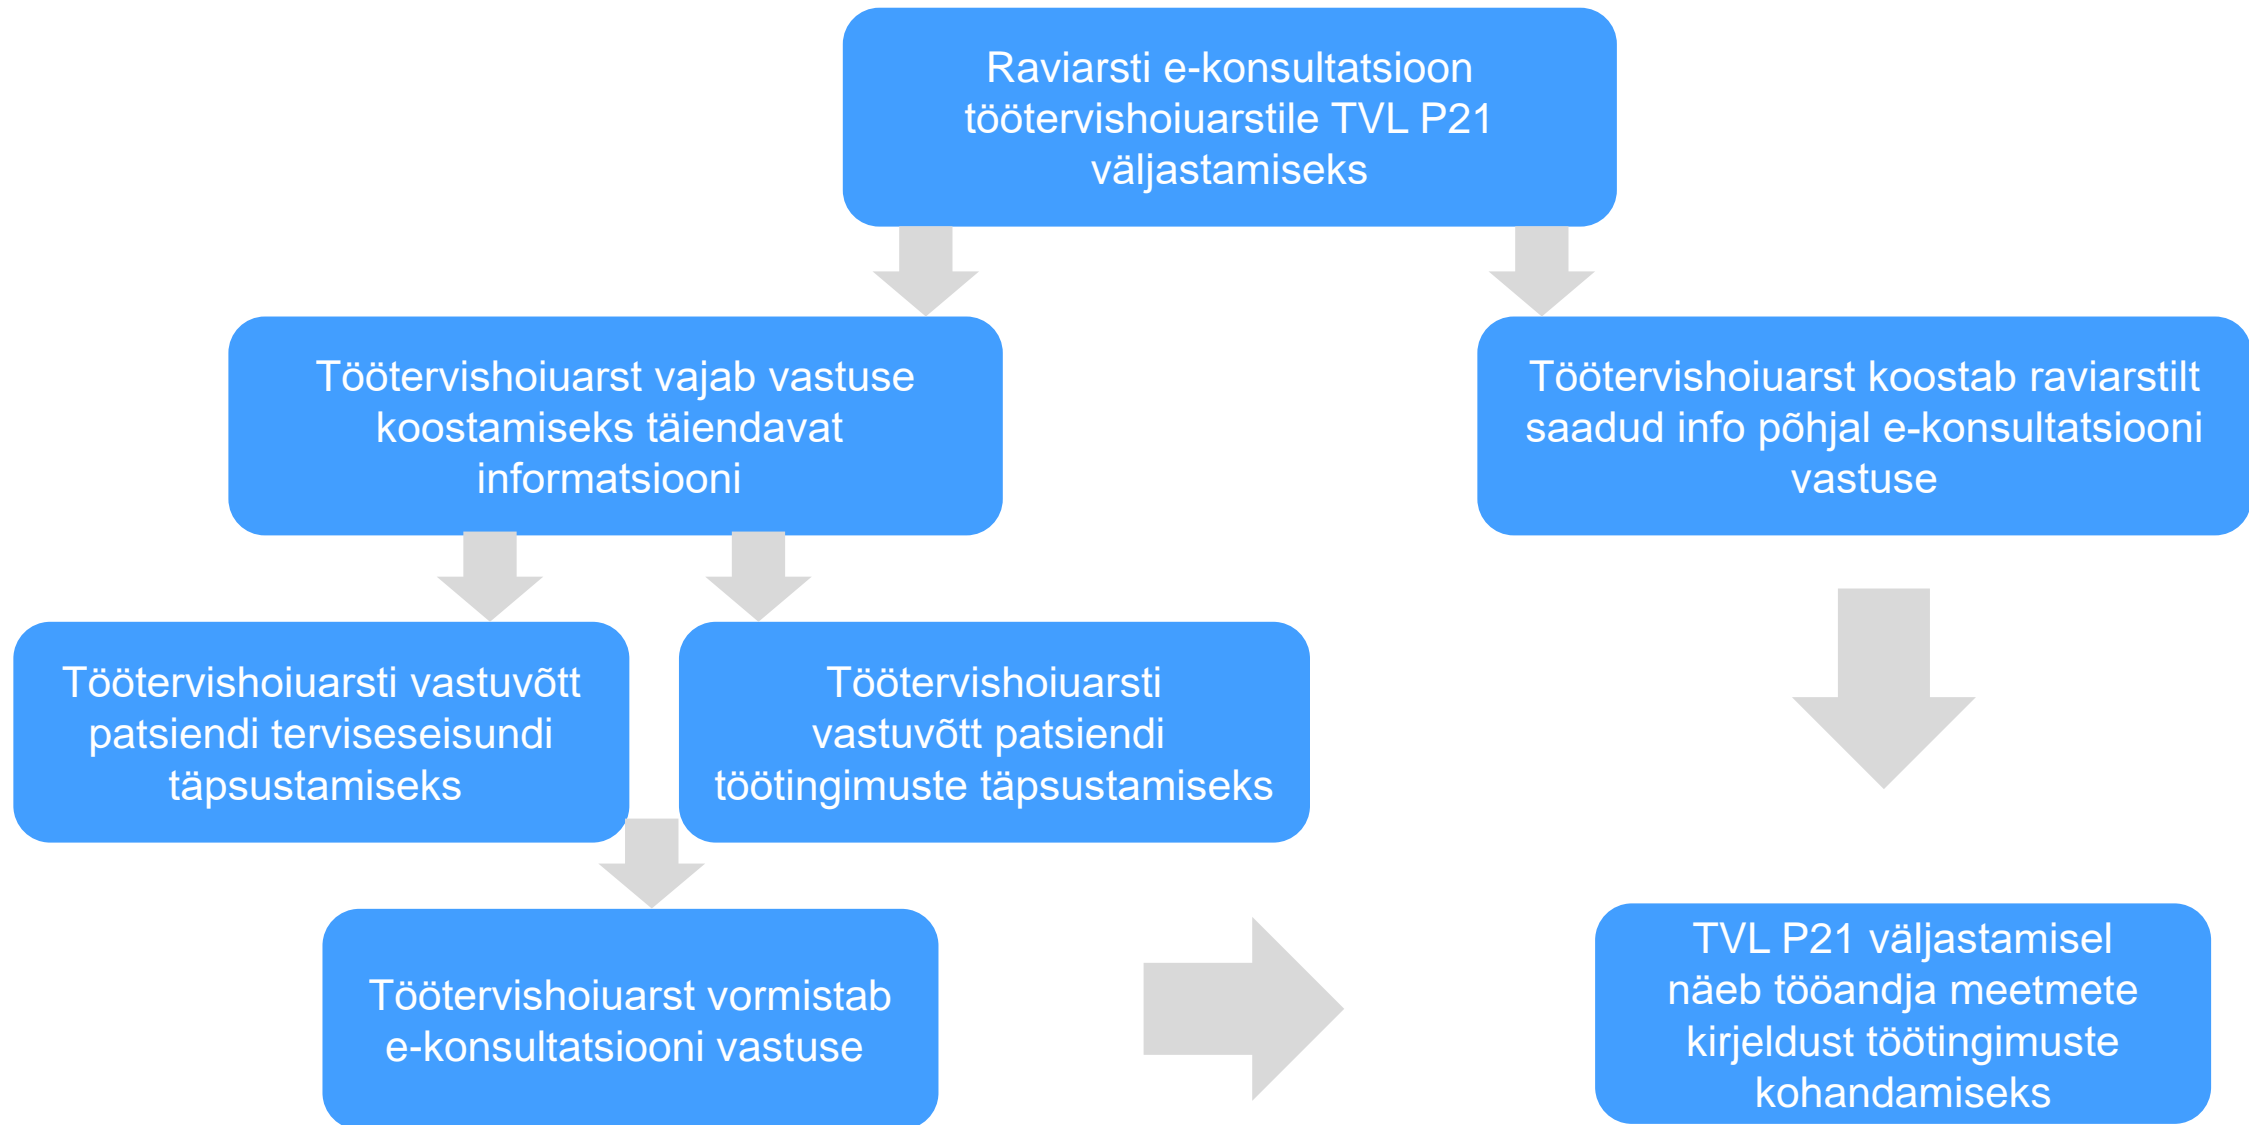 Raviarsti e-konsultatsioon
töötervishoiuarstile TVL P21
väljastamiseks
Töötervishoiuarst vajab vastuse
koostamiseks täiendavat
informatsiooni
Töötervishoiuarst koostab raviarstilt
saadud info põhjal e-konsultatsiooni
vastuse
Töötervishoiuarsti vastuvõtt
patsiendi terviseseisundi
täpsustamiseks
Töötervishoiuarsti
vastuvõtt patsiendi
töötingimuste täpsustamiseks
Töötervishoiuarst vormistab
e-konsultatsiooni vastuse
TVL P21 väljastamisel
näeb tööandja meetmete
kirjeldust töötingimuste
kohandamiseks